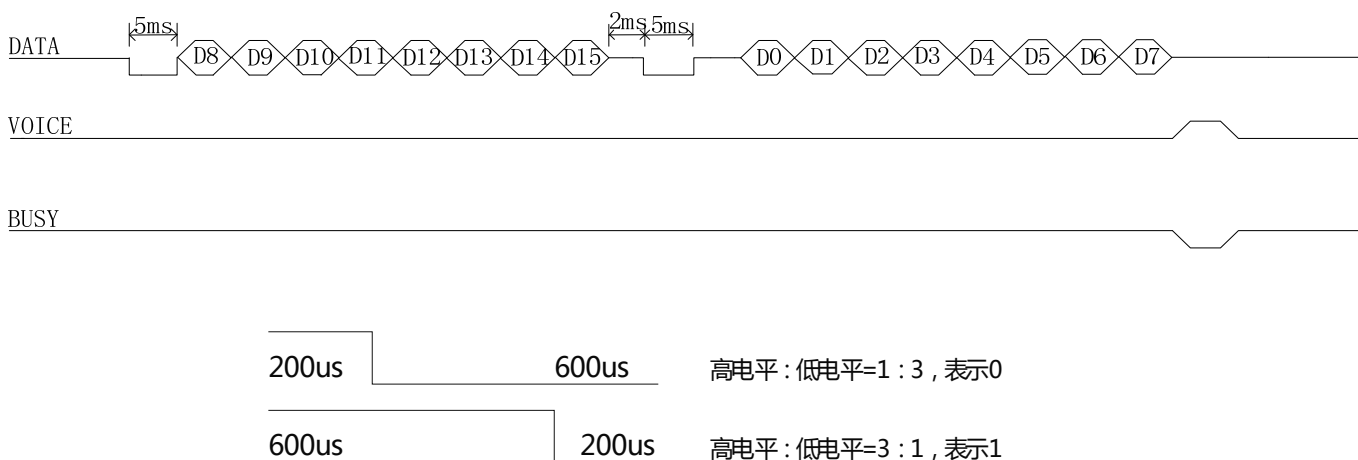 5ms 2ms 5ms
DATA D8 D9 D10 D11 D12 D13 D14 D15 D0 D1 D2 D3 D4 D5 D6 D7
VOICE
BUSY
200us 600us 高电平:低电平=1:3,表示0
600us 200us 高电平:低电平=3:1,表示1